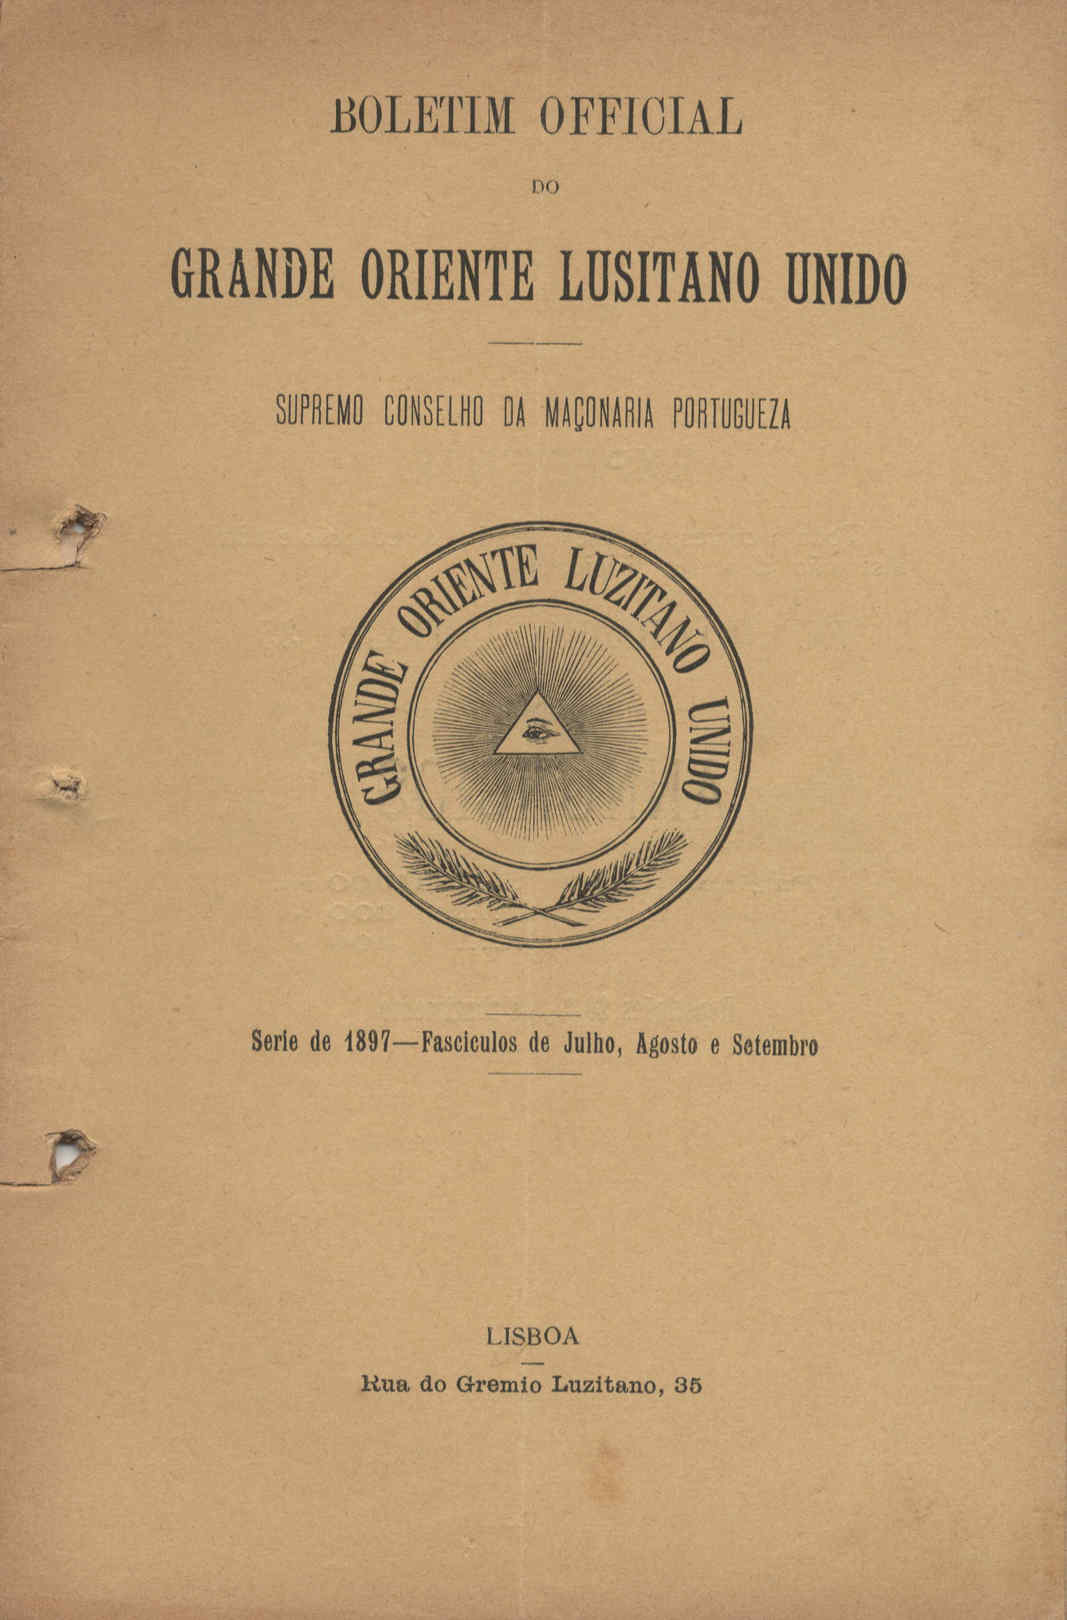 BOLETIM OFFICIAL
DO
GRANDE ORIENTE LUSITANO UNIDO
SUPREMO CONSELHO DA MAÇONARIA PORTUGUEZA
GRANDE ORIENTE LUZITANO UNIDO
Serie de 1897—Fasciculos de Julho, Agosto e Setembro
LISBOA
Rua do Gremio Luzitano, 35